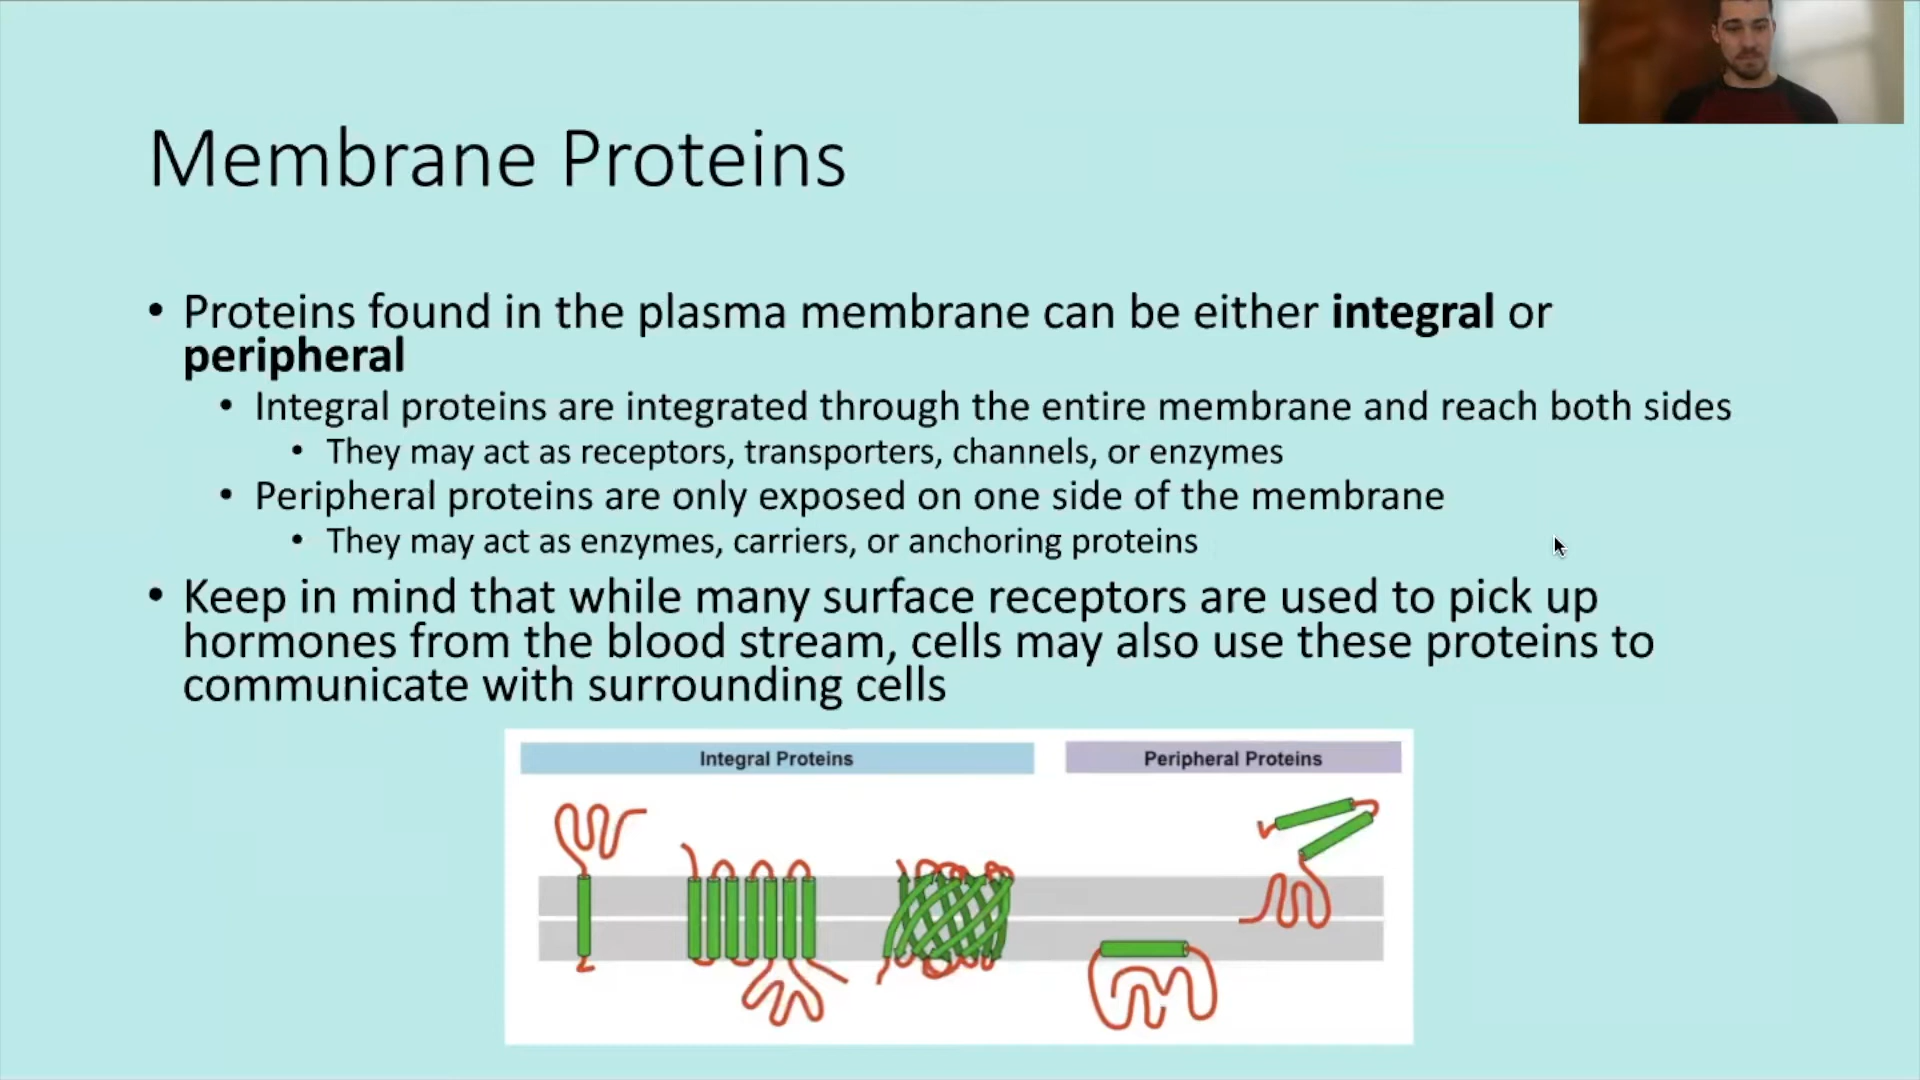 Membrane Proteins
• Proteins found in the plasma membrane can be either integral or
peripheral
• Integral proteins are integrated through the entire membrane and reach both sides
• They may act as receptors, transporters, channels, or enzymes
• Peripheral proteins are only exposed on one side of the membrane
• They may act as enzymes, carriers, or anchoring proteins
• Keep in mind that while many surface receptors are used to pick up
hormones from the blood stream, cells may also use these proteins to
communicate with surrounding cells
Integral Proteins
Peripheral Proteins